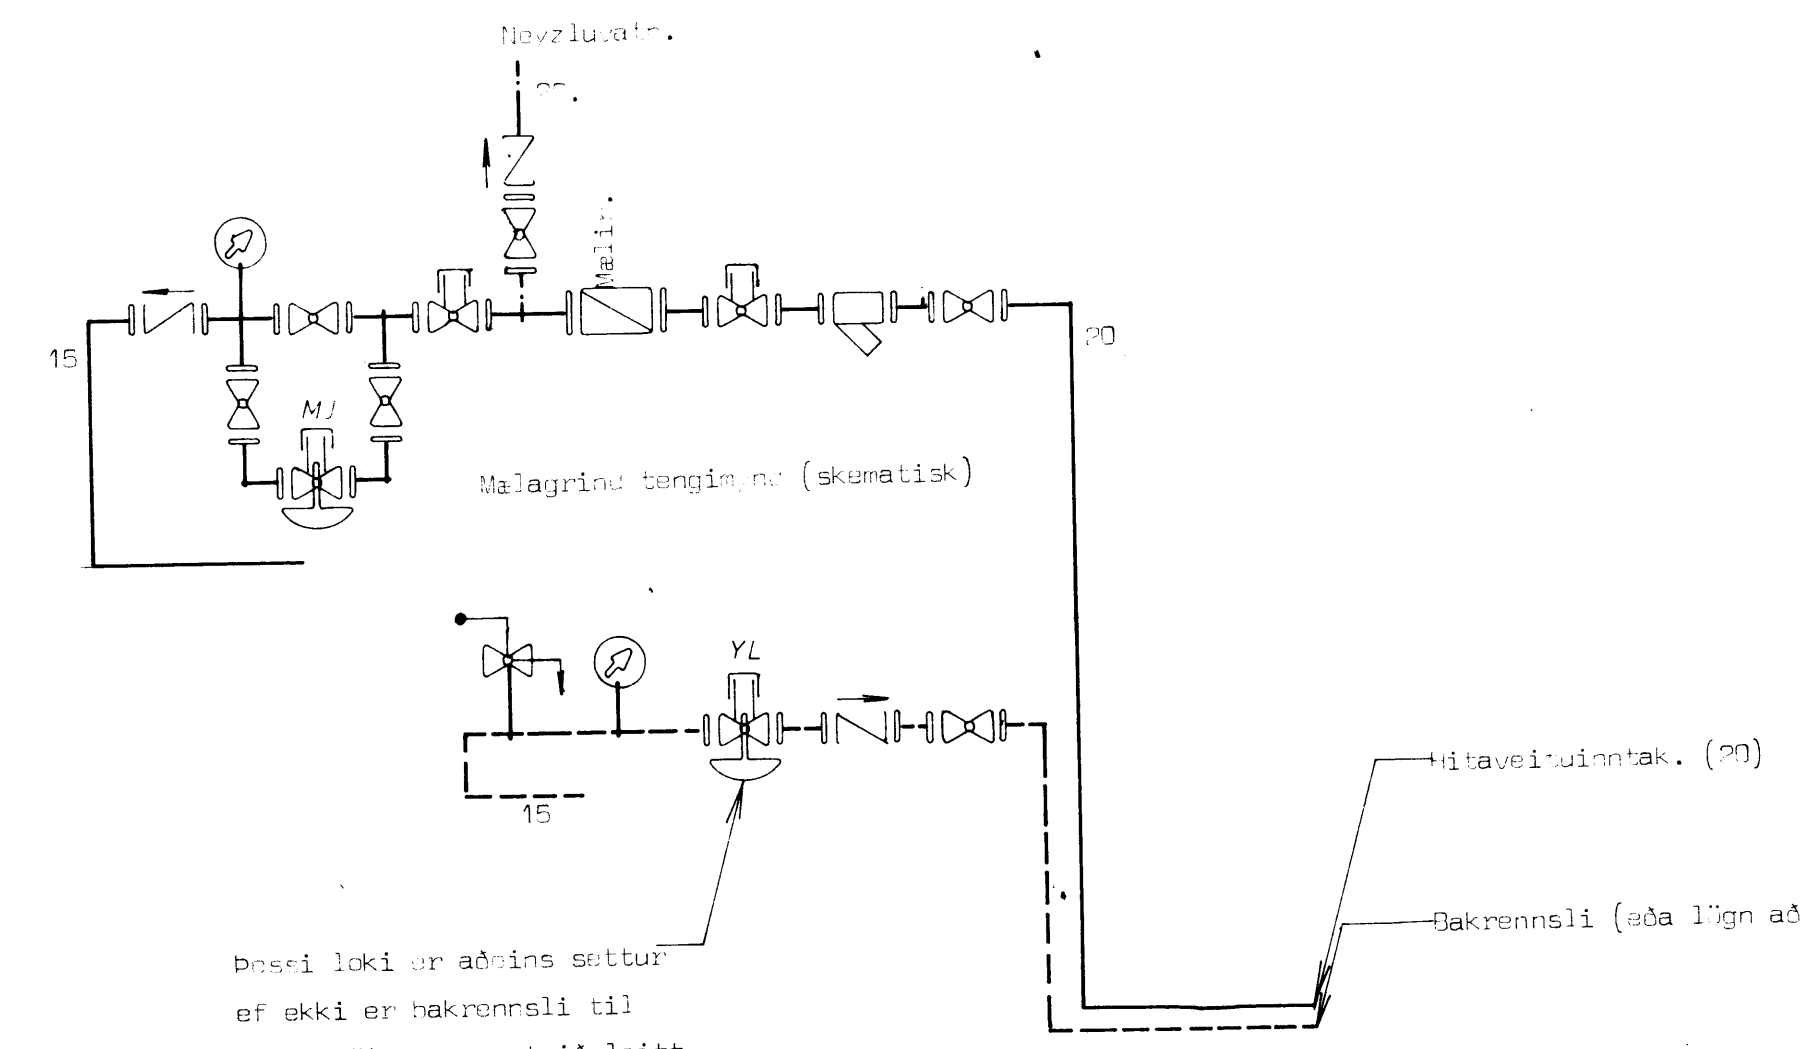 Neyzluvatn.
Mælir.
15
20
MJ
Mælagrind tengimynd (skematisk)
YL
15
Hitaveituinntak. (20)
Bakrennsli (eða lögn að
Þessi loki er aðeins settur
ef ekki er bakrennsli til